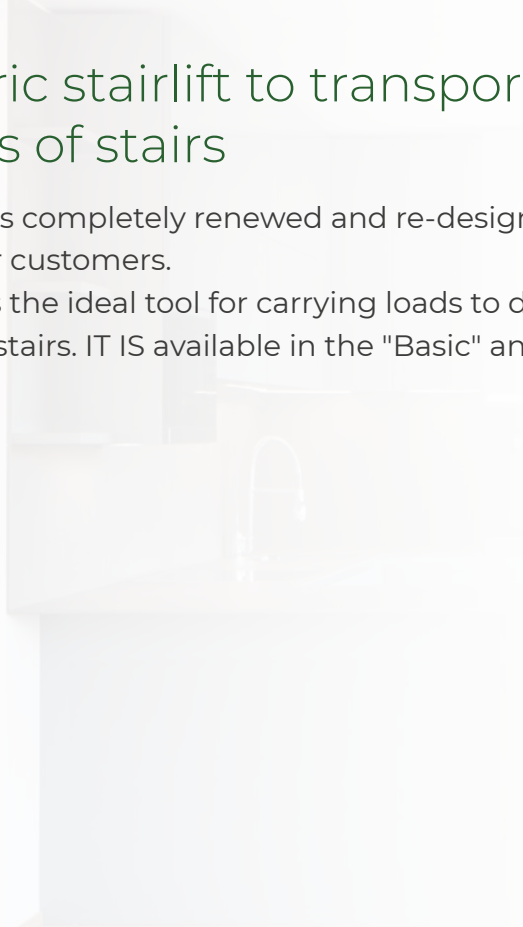 ric stairlift to transpor
s of stairs
s completely renewed and re-design
r customers.
s the ideal tool for carrying loads to d
stairs. IT IS available in the "Basic" an